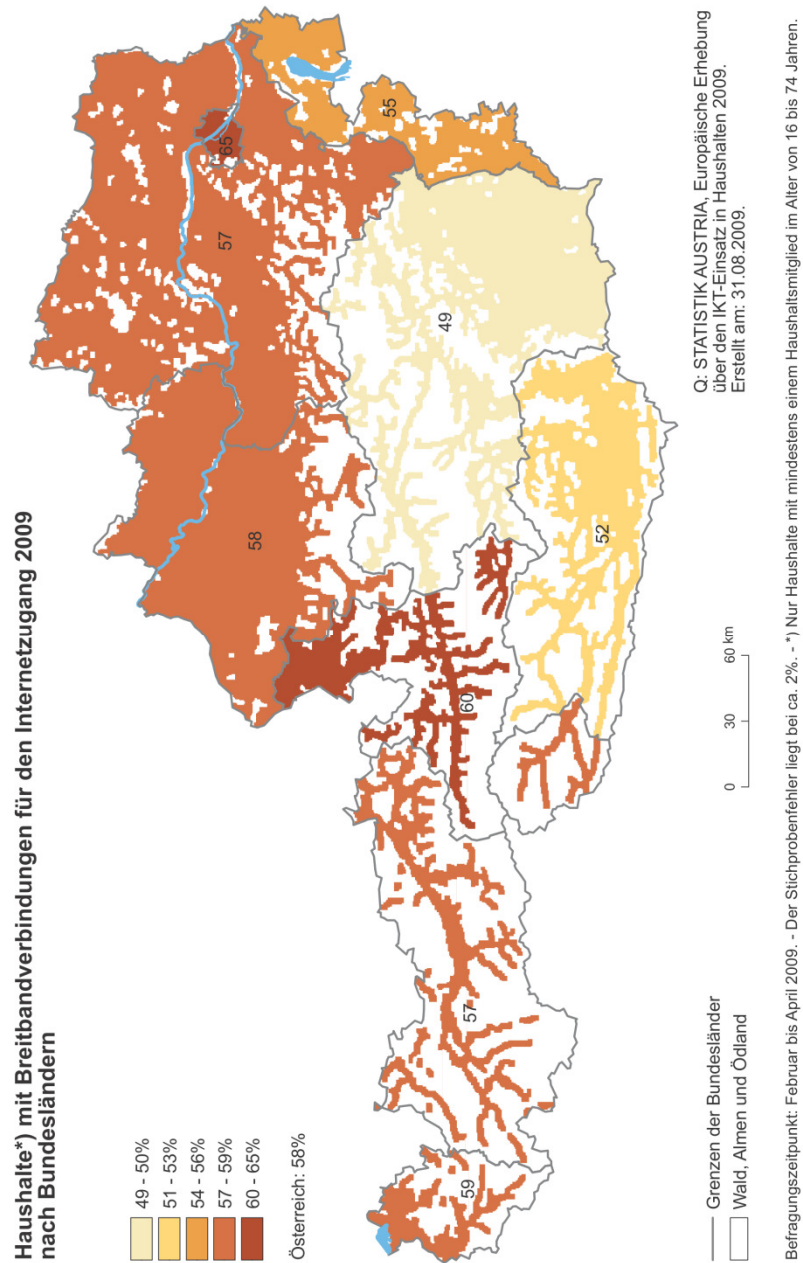 Haushalte*) mit Breitbandverbindungen für den Internetzugang 2009
nach Bundesländern
49 - 50%
51 - 53%
54 - 56%
57 - 59%
60 - 65%
Österreich: 58%
57
65
58
55
49
60
52
57
59
0 30 60 km
Grenzen der Bundesländer
Wald, Almen und Ödland
Q: STATISTIK AUSTRIA, Europäische Erhebung
über den IKT-Einsatz in Haushalten 2009.
Erstellt am: 31.08.2009.
Befragungszeitpunkt: Februar bis April 2009. - Der Stichprobenfehler liegt bei ca. 2%. - *) Nur Haushalte mit mindestens einem Haushaltsmitglied im Alter von 16 bis 74 Jahren.